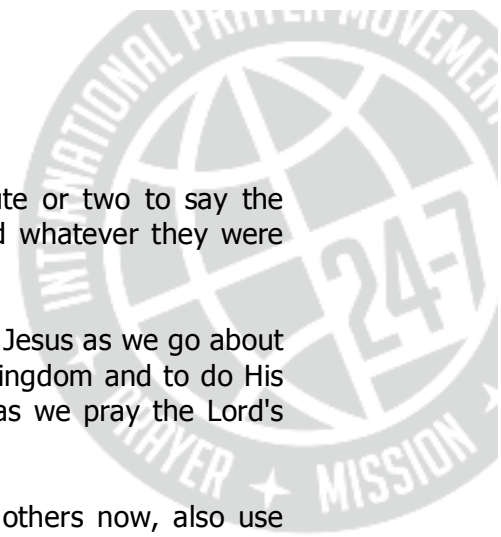 INTERNATIONAL PRAYER MOVEMENT
24-7
PRAYER + MISSION
ute or two to say the
whatever they were
Jesus as we go about
ingdom and to do His
as we pray the Lord's
others now, also use